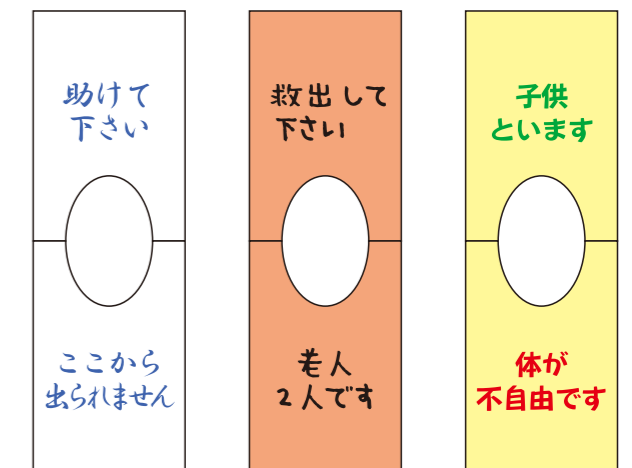 助けて
下さい
ここから
出られません
救出して
下さい
老人
2人です
子供
といます
体が
不自由です